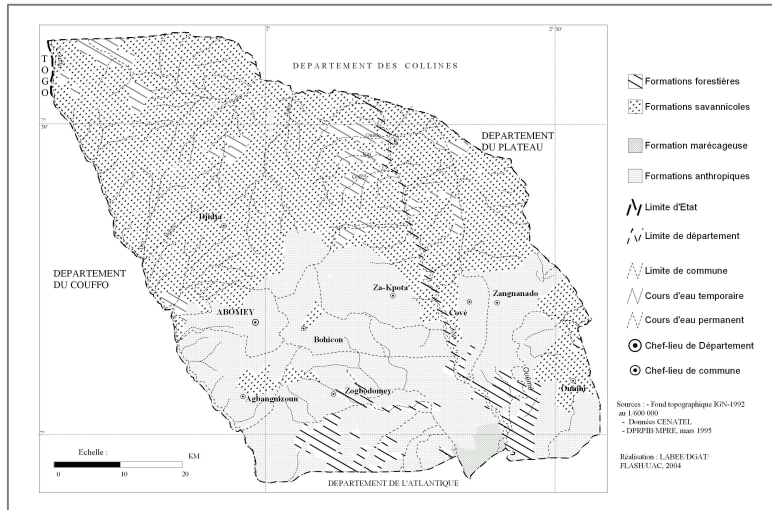 2°
2° 30'
TOGO
DEPARTEMENT DES COLLINES
30'
DEPARTEMENT
DU PLATEAU
Djidja
DEPARTEMENT
DU COUFFO
Za-Kpota
Zangnanado
Covè
ABOMEY
Bohicon
Ouémé
Ouinhi
Agbangnizoun
Zogbodomey
Echelle :
KM
0
10
20
DEPARTEMENT DE L'ATLANTIQUE
Formations forestières
Formations savannicoles
Formation marécageuse
Formations anthropiques
Limite d'Etat
Limite de département
Limite de commune
Cours d'eau temporaire
Cours d'eau permanent
Chef-lieu de Département
Chef-lieu de commune
Sources : - Fond topographique IGN-1992
au 1/600 000
- Données CENATEL
- DPRPIB/MPRE, mars 1995
Réalisation : LABEE/DGAT/
FLASH/UAC, 2004